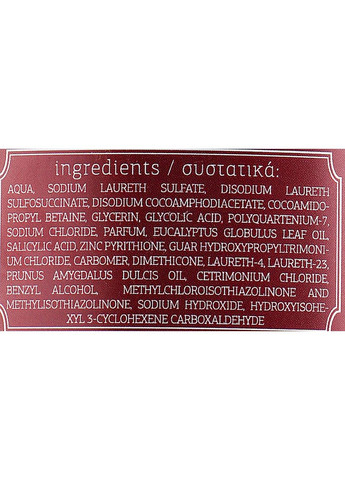 ingredients / συστατικά:
AQUA, SODIUM LAURETH SULFATE, DISODIUM LAURETH
SULFOSUCCINATE, DISODIUM COCOAMPHODIACETATE, COCOAMIDO-
PROPYL BETAINE, GLYCERIN, GLYCOLIC ACID, POLYQUARTENIUM-7,
SODIUM CHLORIDE, PARFUM, EUCALYPTUS GLOBULUS LEAF OIL,
SALICYLIC ACID, ZINC PYRITHIONE, GUAR HYDROXYPROPYLTRIMONI-
UM CHLORIDE, CARBOMER, DIMETHICONE, LAURETH-4, LAURETH-23,
PRUNUS AMYGDALUS DULCIS OIL, CETRIMONIUM CHLORIDE,
BENZYL ALCOHOL, METHYLCHLOROISOTHIAZOLINONE AND
METHYLISOTHIAZOLINONE, SODIUM HYDROXIDE, HYDROXYISOHE-
XYL 3-CYCLOHEXENE CARBOXALDEHYDE